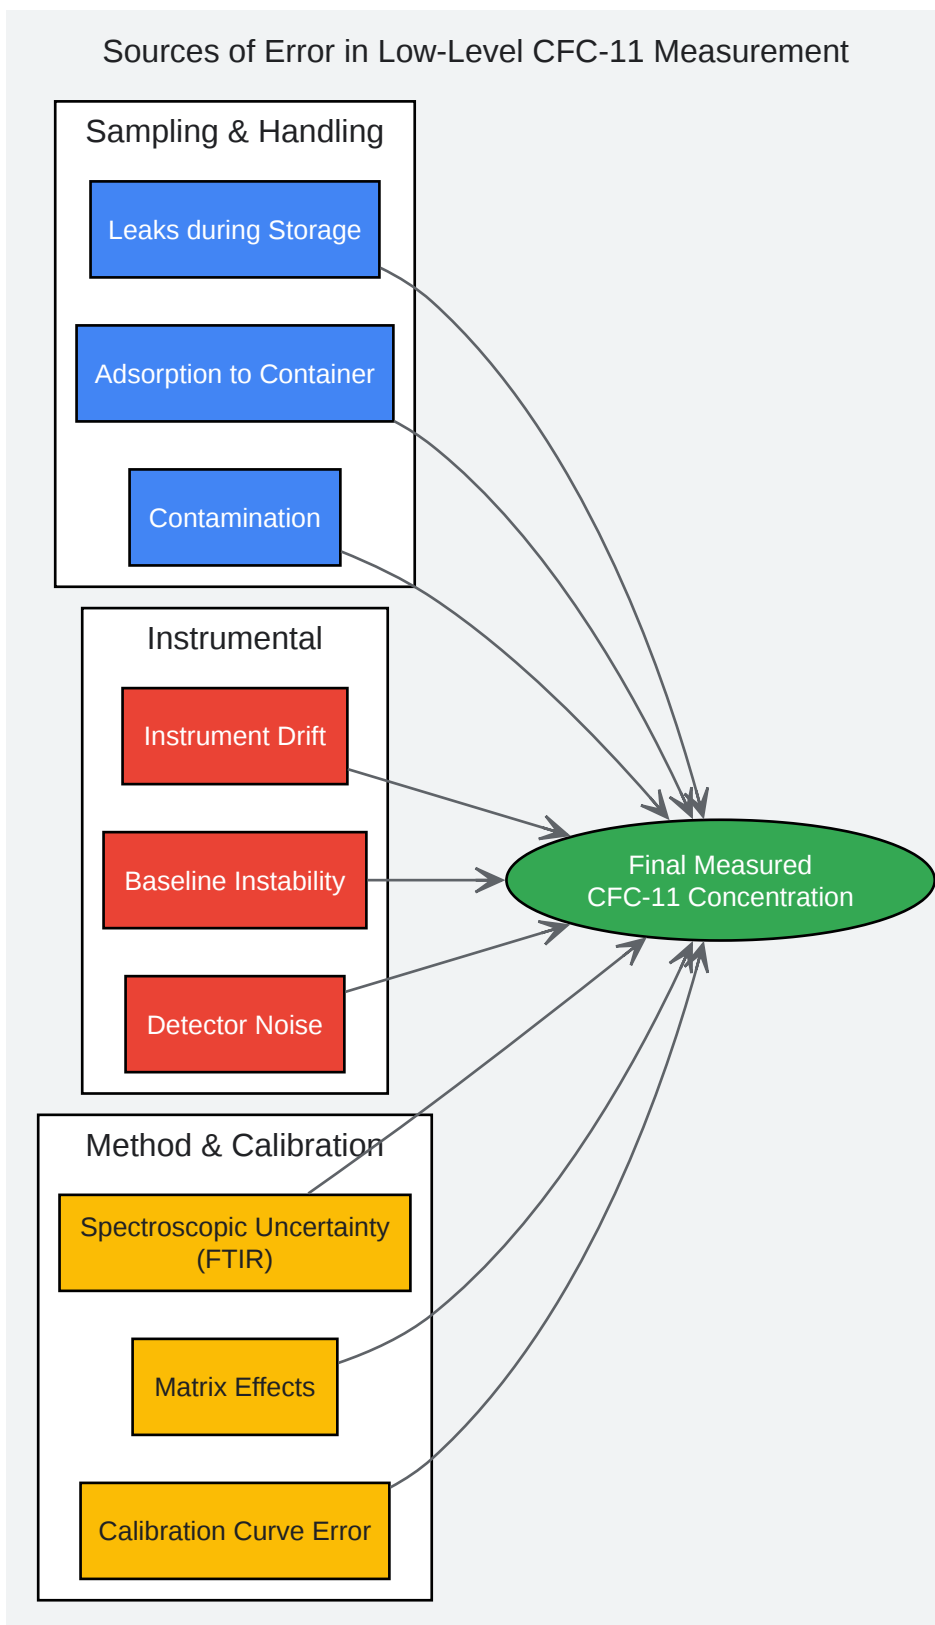 Sources of Error in Low-Level CFC-11 Measurement
Sampling & Handling
Leaks during Storage
Adsorption to Container
Contamination
Instrumental
Instrument Drift
Baseline Instability
Detector Noise
Final Measured
CFC-11 Concentration
Method & Calibration
Spectroscopic Uncertainty
(FTIR)
Matrix Effects
Calibration Curve Error